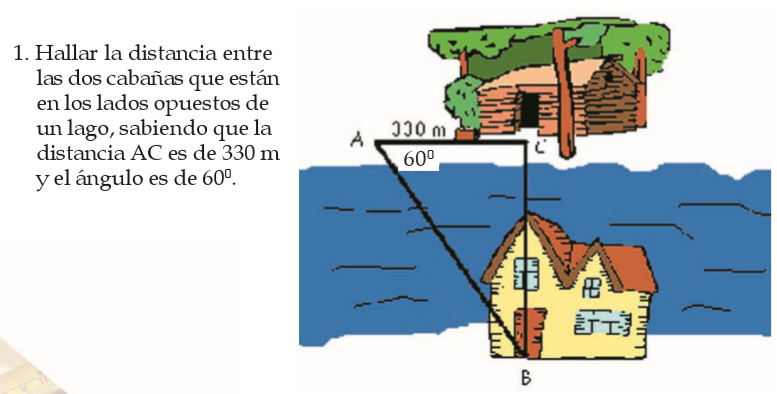 1. Hallar la distancia entre
las dos cabañas que están
en los lados opuestos de
un lago, sabiendo que la
distancia AC es de 330 m
y el ángulo es de 60⁰.
330 m
A
C
60⁰
B